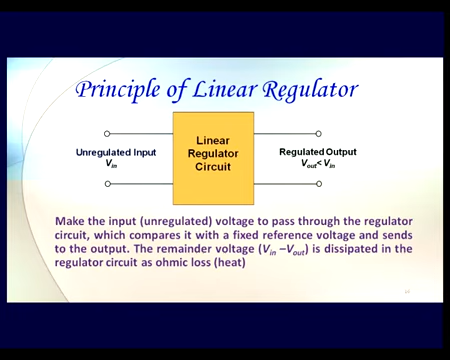 Principle of Linear Regulator
Linear
Regulator
Circuit
Unregulated Input
Vin
Regulated Output
Vout< Vin
Make the input (unregulated) voltage to pass through the regulator
circuit, which compares it with a fixed reference voltage and sends
to the output. The remainder voltage (Vin –Vout) is dissipated in the
regulator circuit as ohmic loss (heat)